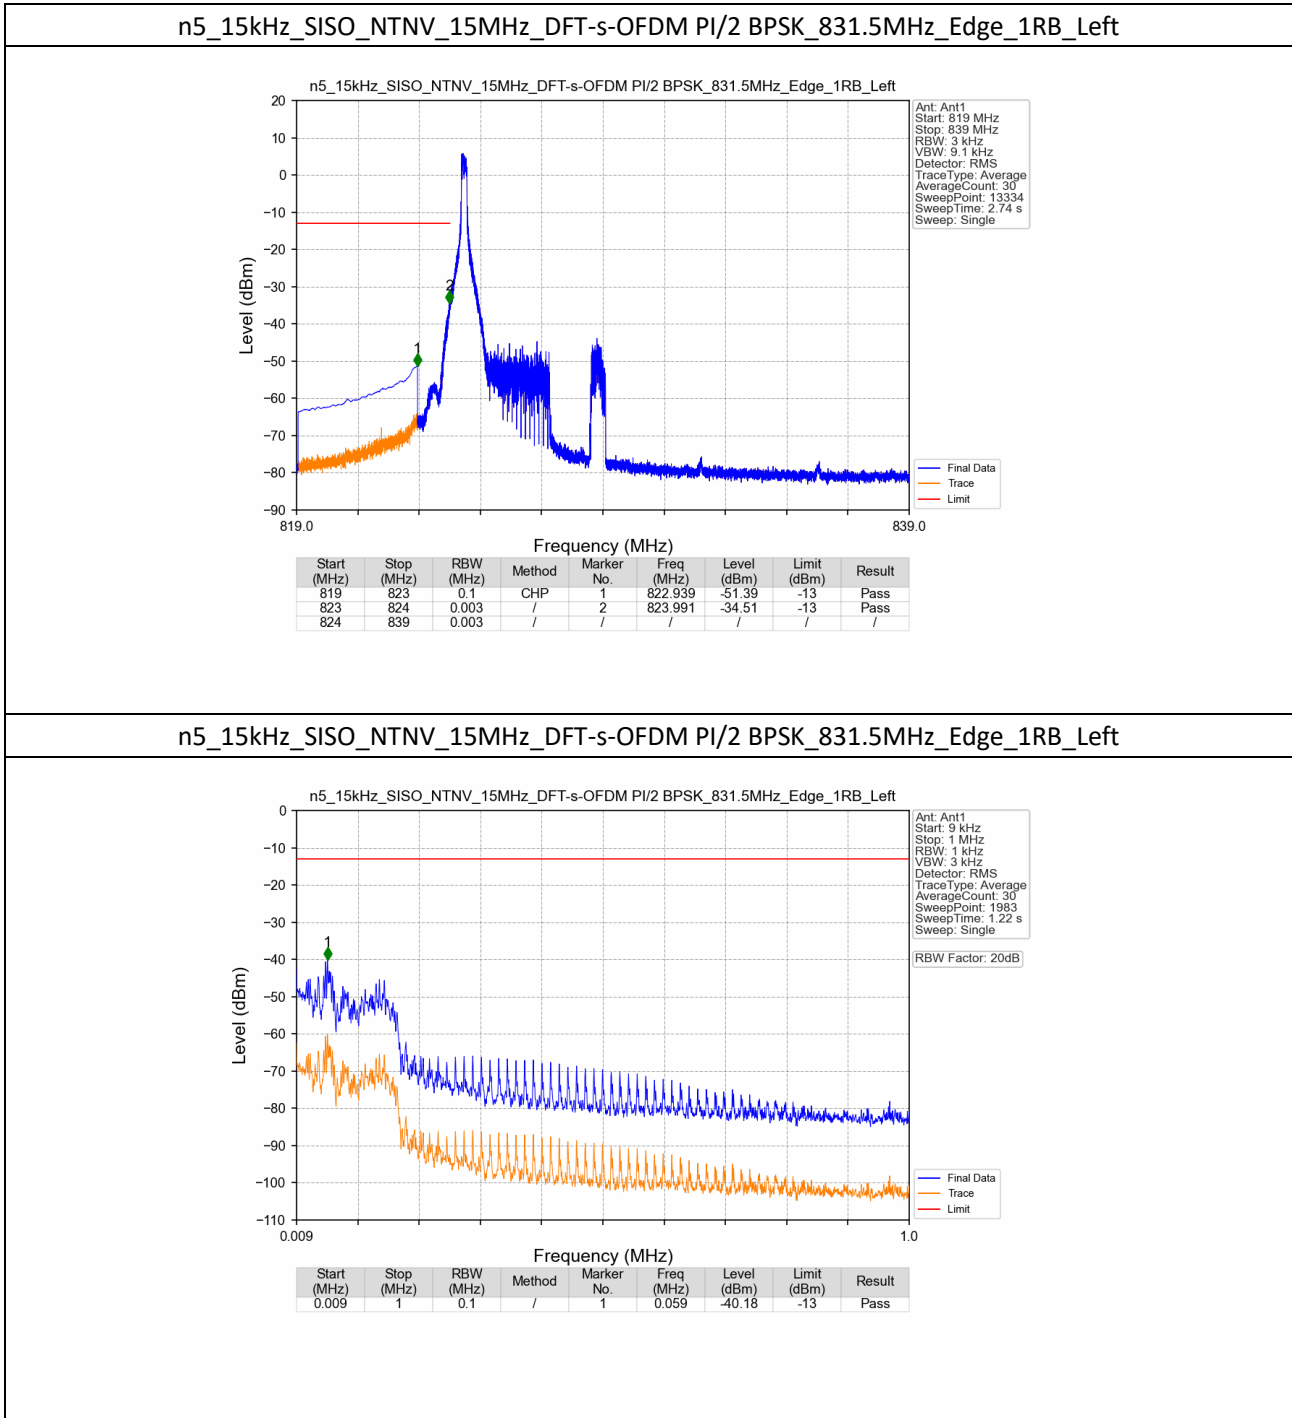 n5_15kHz_SISO_NTNV_15MHz_DFT-s-OFDM PI/2 BPSK_831.5MHz_Edge_1RB_Left
n5_15kHz_SISO_NTNV_15MHz_DFT-s-OFDM PI/2 BPSK_831.5MHz_Edge_1RB_Left
Ant: Ant1
Start: 819 MHz
Stop: 839 MHz
RBW: 3 kHz
VBW: 9.1 kHz
Detector: RMS
TraceType: Average
AverageCount: 30
SweepPoint: 13334
SweepTime: 2.74 s
Sweep: Single
20
10
0
−10
−20
−30
−40
−50
−60
−70
−80
−90
Level (dBm)
1
2
Final Data
Trace
Limit
819.0 839.0
Frequency (MHz)
Start (MHz) Stop (MHz) RBW (MHz) Method Marker No. Freq (MHz) Level (dBm) Limit (dBm) Result
819 823 0.1 CHP 1 822.939 -51.39 -13 Pass
823 824 0.003 / 2 823.991 -34.51 -13 Pass
824 839 0.003 / / / / / /
n5_15kHz_SISO_NTNV_15MHz_DFT-s-OFDM PI/2 BPSK_831.5MHz_Edge_1RB_Left
n5_15kHz_SISO_NTNV_15MHz_DFT-s-OFDM PI/2 BPSK_831.5MHz_Edge_1RB_Left
Ant: Ant1
Start: 9 kHz
Stop: 1 MHz
RBW: 1 kHz
VBW: 3 kHz
Detector: RMS
TraceType: Average
AverageCount: 30
SweepPoint: 1983
SweepTime: 1.22 s
Sweep: Single
RBW Factor: 20dB
0
−10
−20
−30
−40
−50
−60
−70
−80
−90
−100
−110
Level (dBm)
1
Final Data
Trace
Limit
0.009 1.0
Frequency (MHz)
Start (MHz) Stop (MHz) RBW (MHz) Method Marker No. Freq (MHz) Level (dBm) Limit (dBm) Result
0.009 1 0.1 / 1 0.059 -40.18 -13 Pass